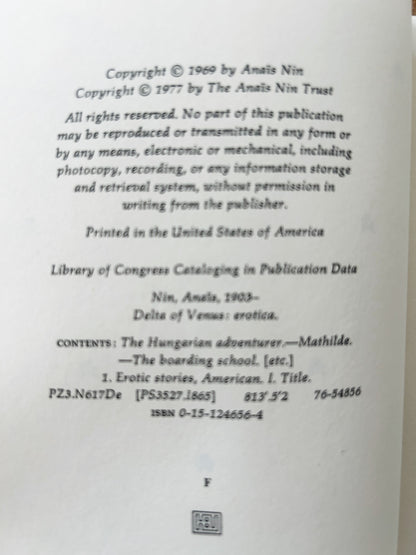 Copyright © 1969 by Anaïs Nin
Copyright © 1977 by The Anaïs Nin Trust
All rights reserved. No part of this publication
may be reproduced or transmitted in any form or
by any means, electronic or mechanical, including
photocopy, recording, or any information storage
and retrieval system, without permission in
writing from the publisher.
Printed in the United States of America
Library of Congress Cataloging in Publication Data
Nin, Anaïs, 1903–
Delta of Venus: erotica.
CONTENTS: The Hungarian adventurer.—Mathilde.
—The boarding school. [etc.]
1. Erotic stories, American. I. Title.
PZ3.N617De [PS3527.I865] 813'.5'2 76-54856
ISBN 0-15-124656-4
F
HBJ